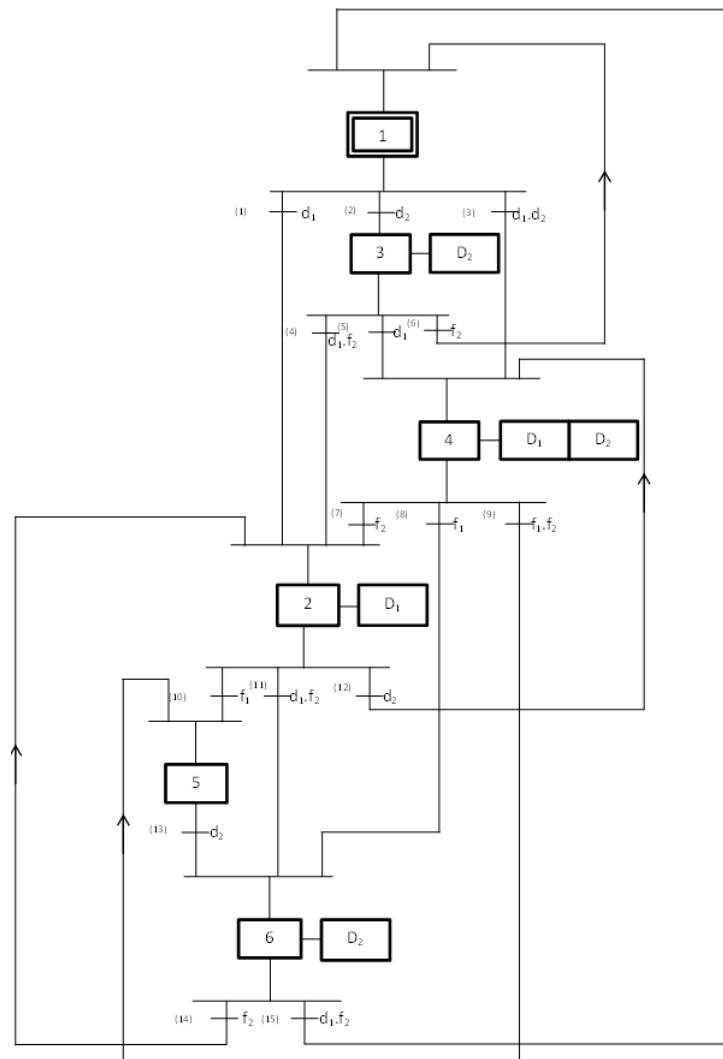 1
(1) d₁ (2) d₂ (3) d₁.d₂
3 D₂
(4) d₁.f₂ (5) d₁ (6) f₂
4 D₁ D₂
(7) f₂ (8) f₁ (9) f₁.f₂
2 D₁
(10) f₁ (11) d₁.f₂ (12) d₂
5
(13) d₂
6 D₂
(14) f₂ (15) d₁.f₂